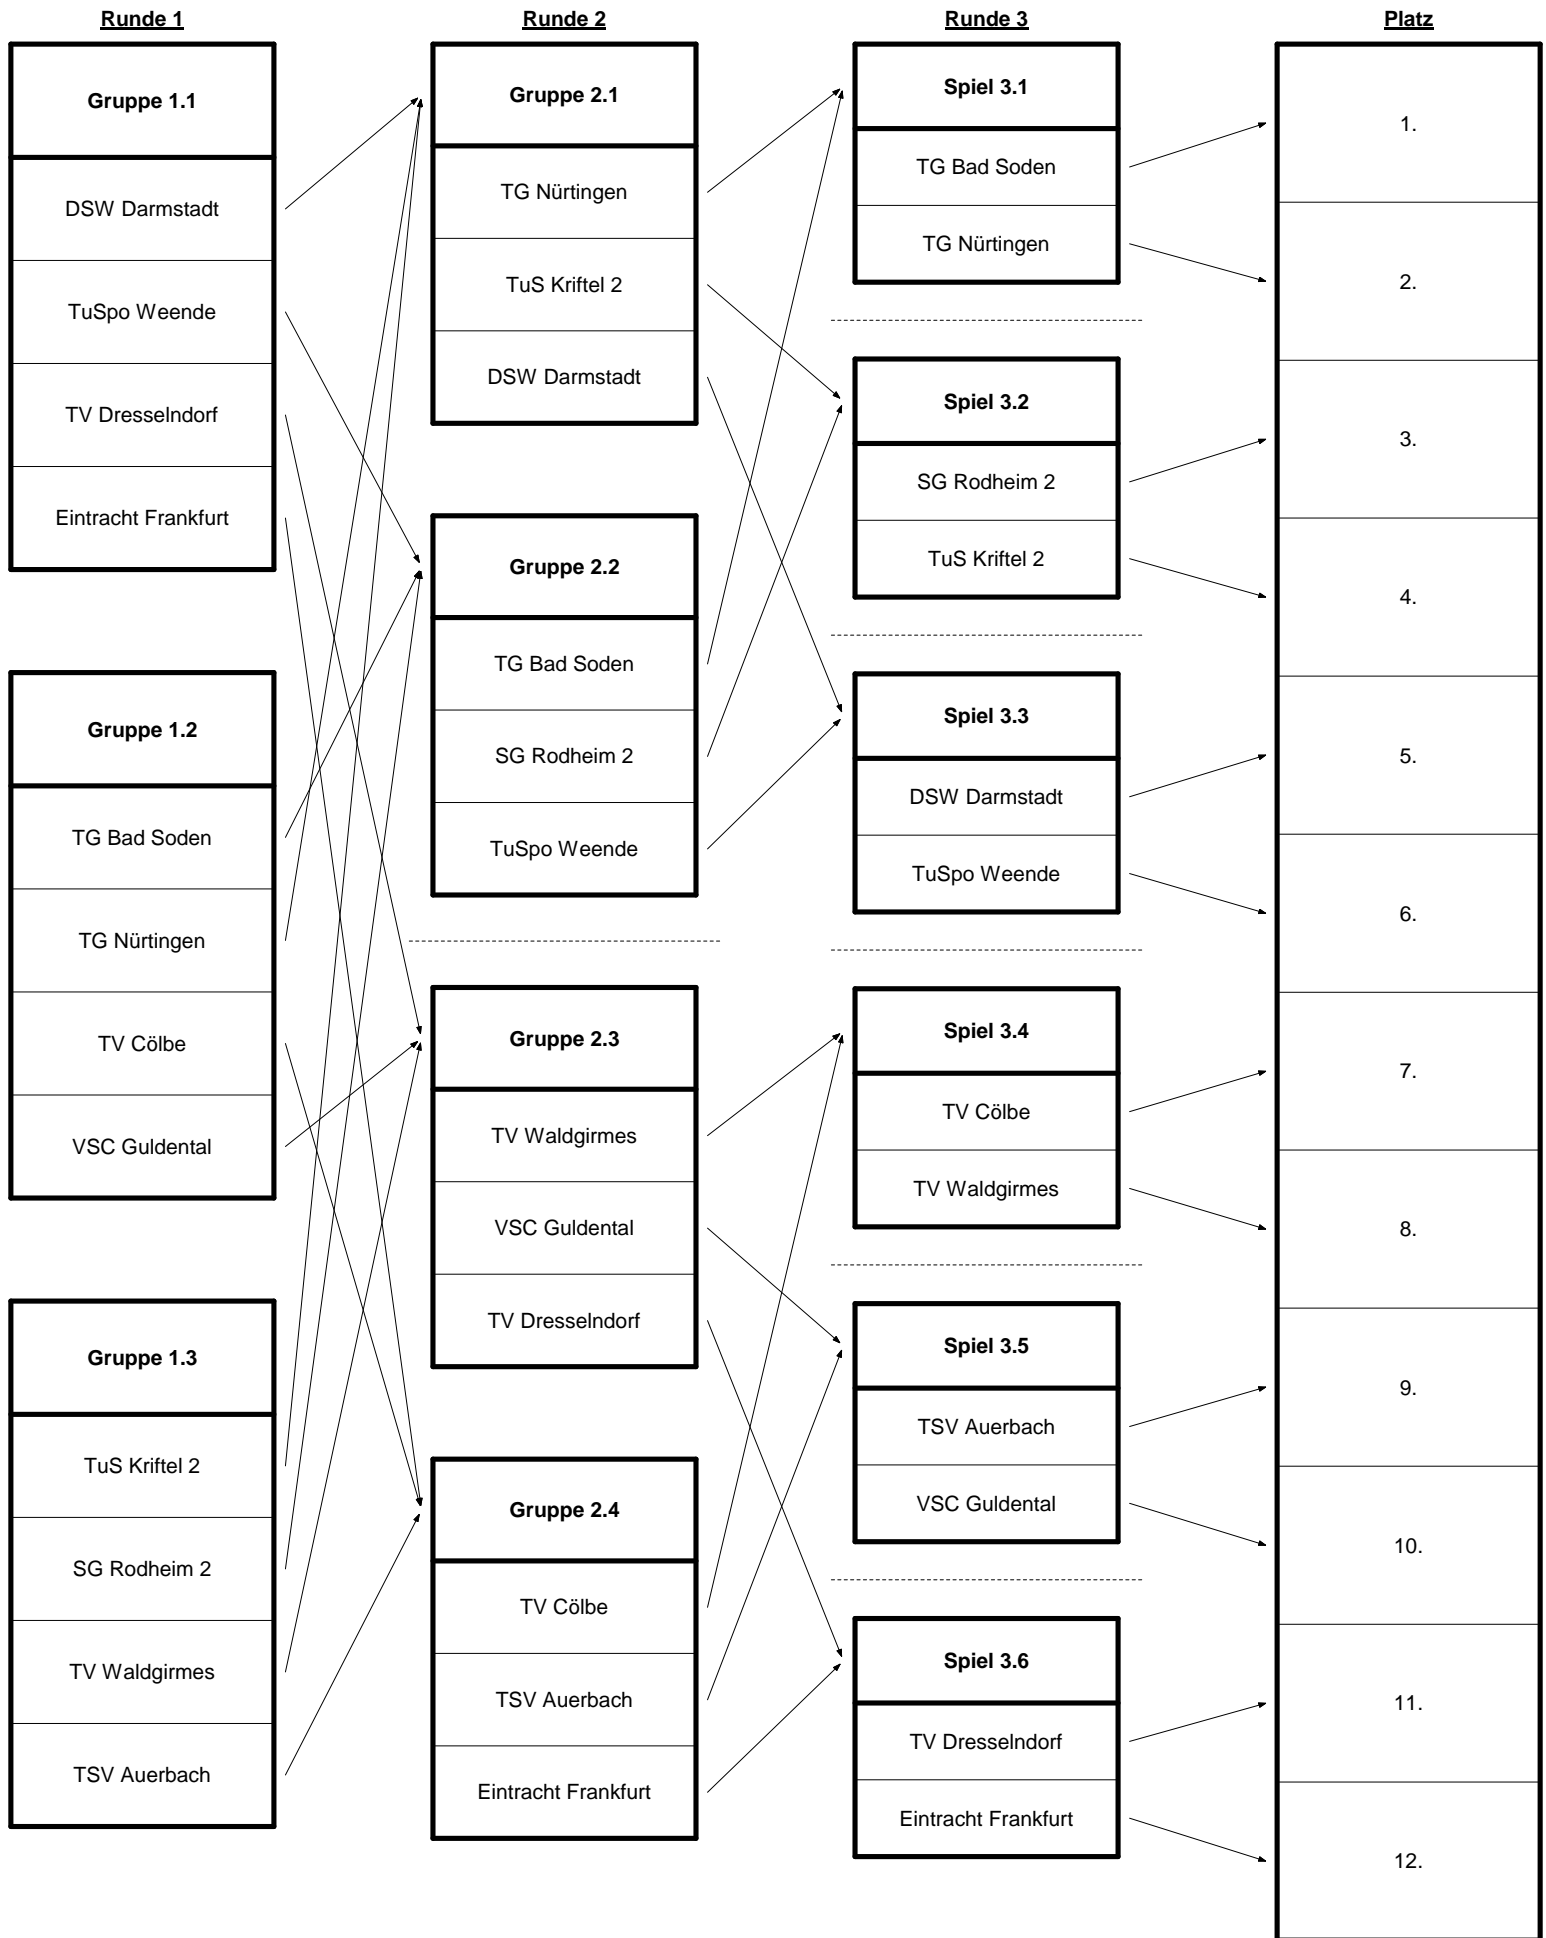 Runde 1
Gruppe 1.1
DSW Darmstadt
TuSpo Weende
TV Dresselndorf
Eintracht Frankfurt
Gruppe 1.2
TG Bad Soden
TG Nürtingen
TV Cölbe
VSC Guldental
Gruppe 1.3
TuS Kriftel 2
SG Rodheim 2
TV Waldgirmes
TSV Auerbach
Runde 2
Gruppe 2.1
TG Nürtingen
TuS Kriftel 2
DSW Darmstadt
Gruppe 2.2
TG Bad Soden
SG Rodheim 2
TuSpo Weende
Gruppe 2.3
TV Waldgirmes
VSC Guldental
TV Dresselndorf
Gruppe 2.4
TV Cölbe
TSV Auerbach
Eintracht Frankfurt
Runde 3
Spiel 3.1
TG Bad Soden
TG Nürtingen
Spiel 3.2
SG Rodheim 2
TuS Kriftel 2
Spiel 3.3
DSW Darmstadt
TuSpo Weende
Spiel 3.4
TV Cölbe
TV Waldgirmes
Spiel 3.5
TSV Auerbach
VSC Guldental
Spiel 3.6
TV Dresselndorf
Eintracht Frankfurt
Platz
1.
2.
3.
4.
5.
6.
7.
8.
9.
10.
11.
12.